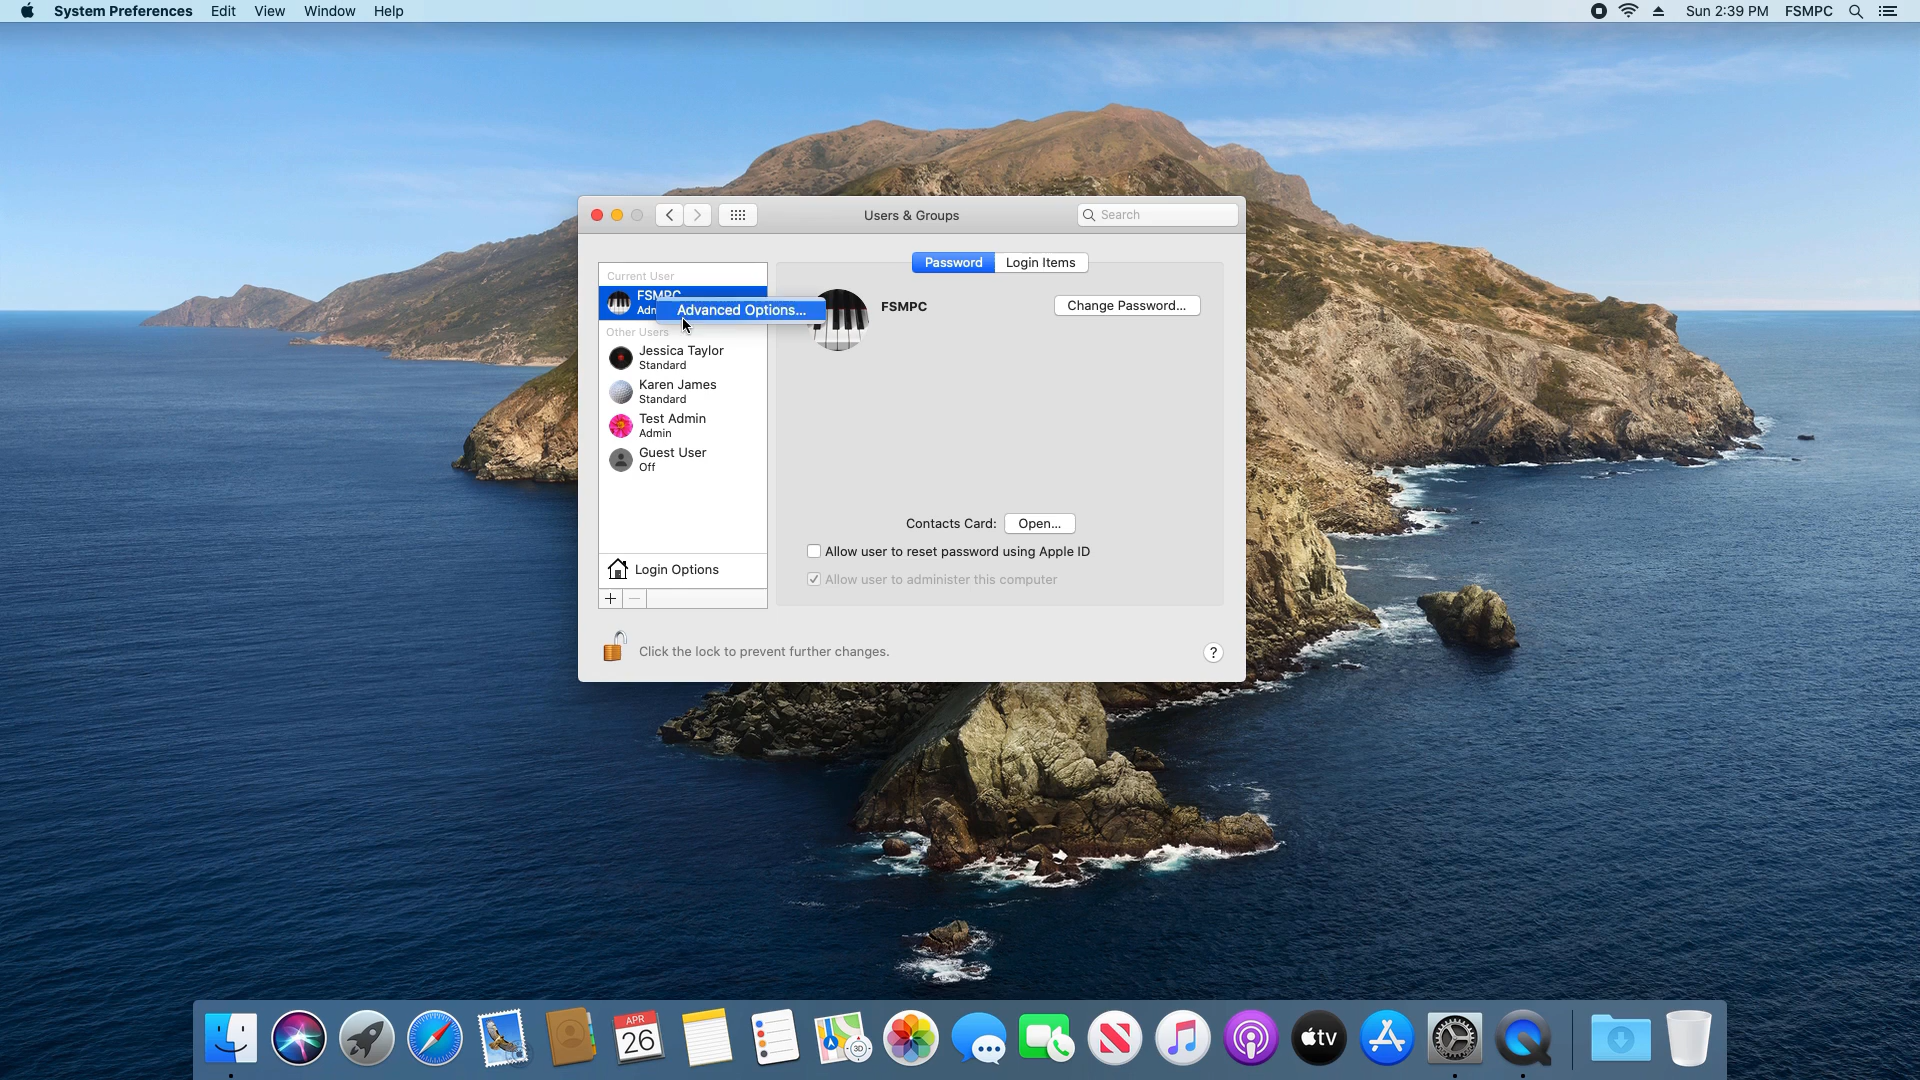 System Preferences Edit View Window Help
Sun 2:39 PM FSMPC
Users & Groups
Search
Password Login Items
Current User
FSMPC
Advanced Options...
FSMPC
Change Password...
Other Users
Jessica Taylor
Standard
Karen James
Standard
Test Admin
Admin
Guest User
Off
Contacts Card: Open...
Allow user to reset password using Apple ID
Allow user to administer this computer
Login Options
Click the lock to prevent further changes.
?
APR
26
3D
tv